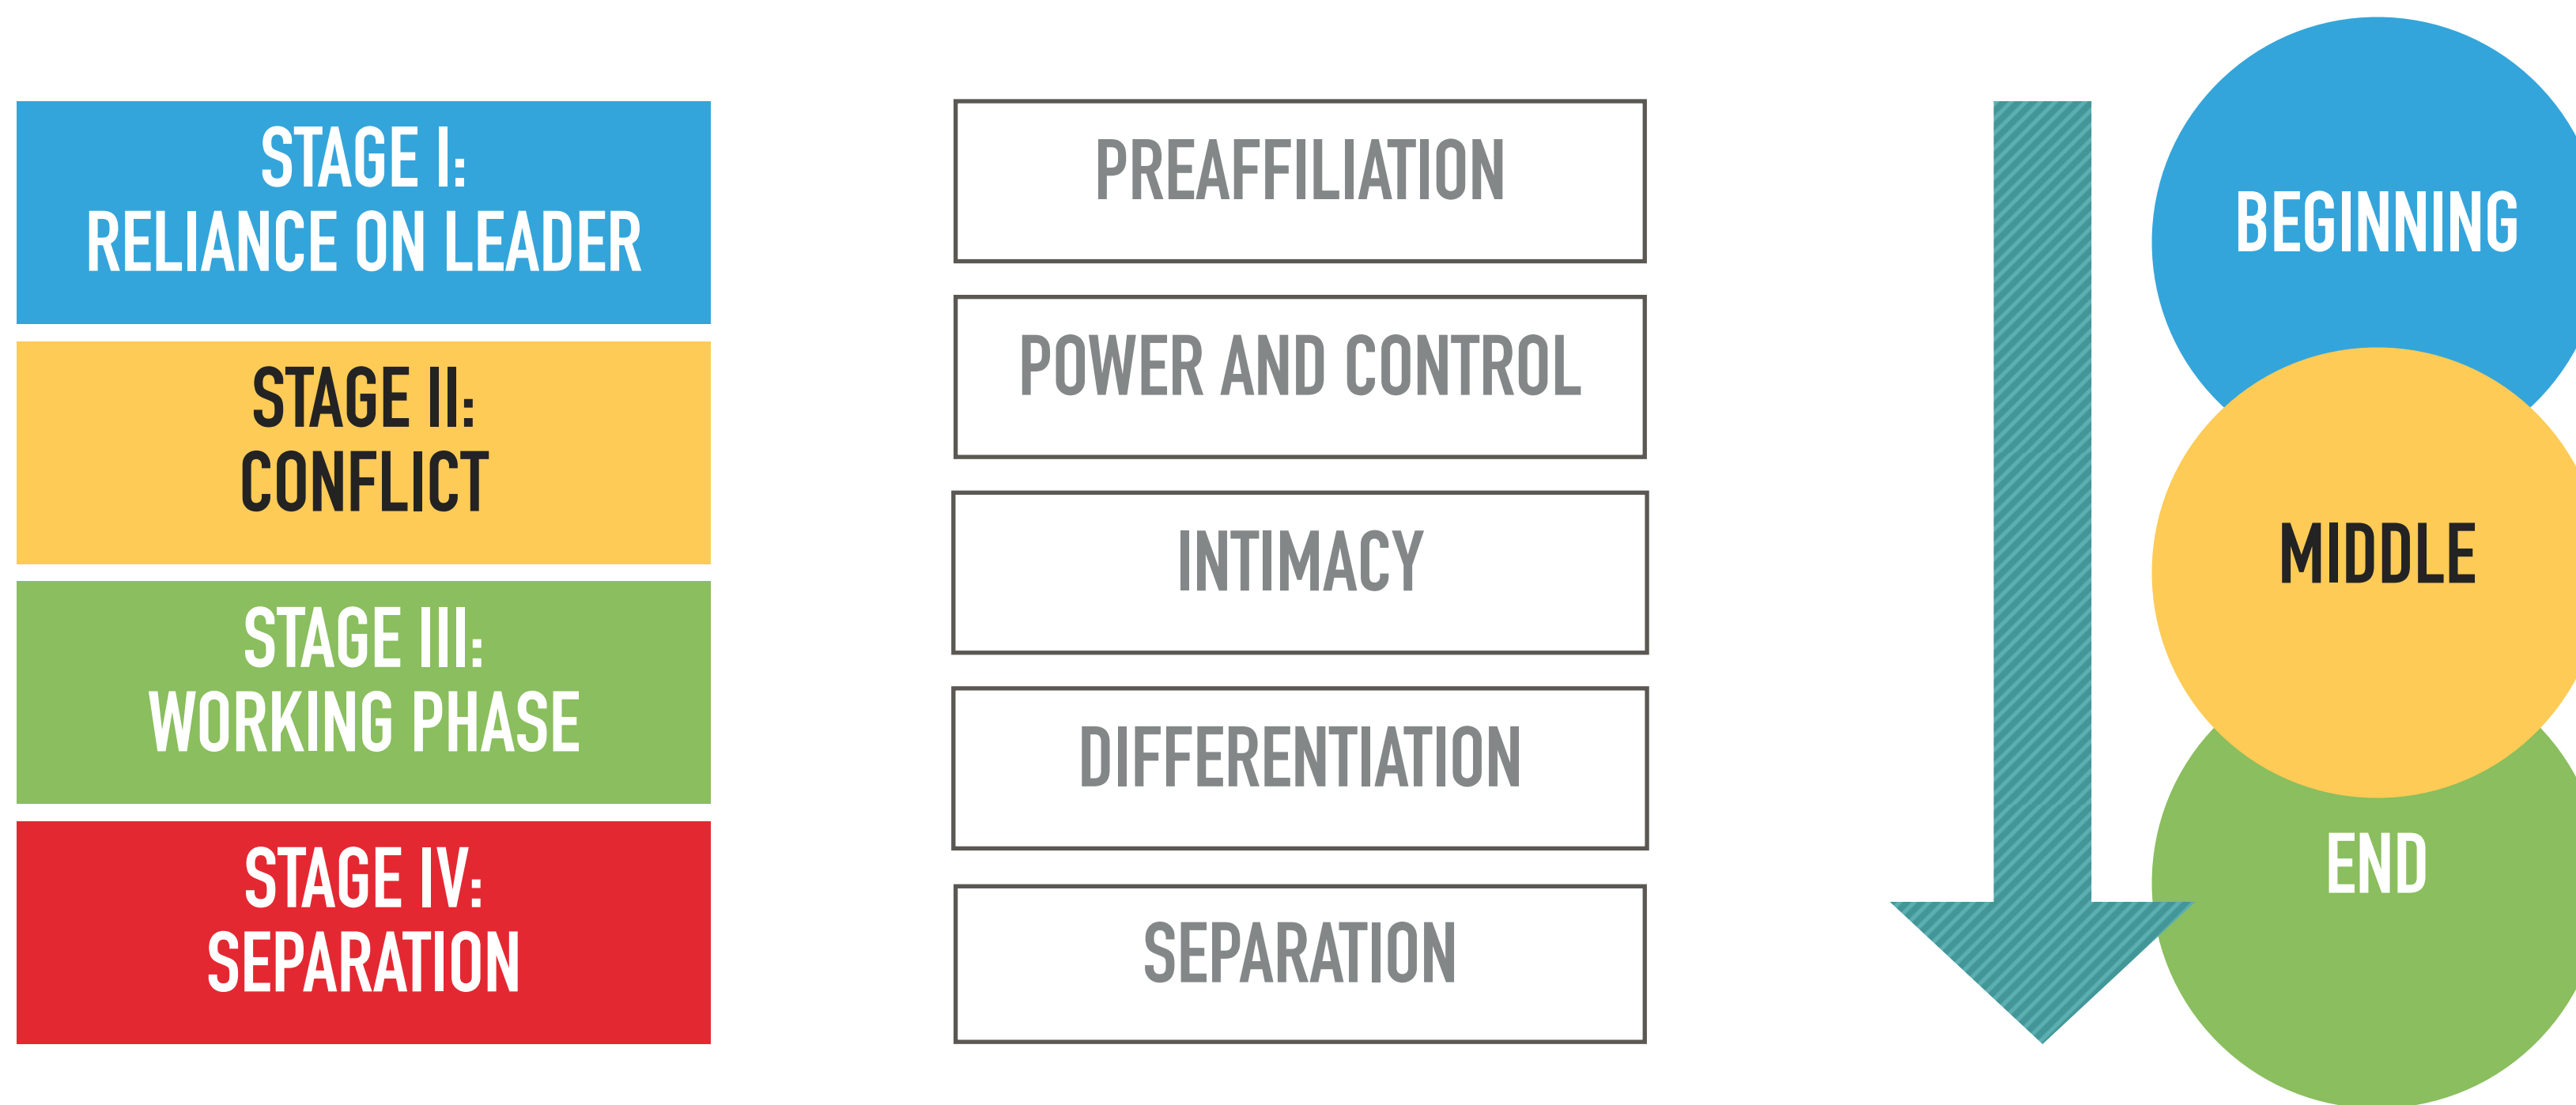 STAGE I:
RELIANCE ON LEADER
STAGE II:
CONFLICT
STAGE III:
WORKING PHASE
STAGE IV:
SEPARATION
PREAFFILIATION
POWER AND CONTROL
INTIMACY
DIFFERENTIATION
SEPARATION
BEGINNING
MIDDLE
END